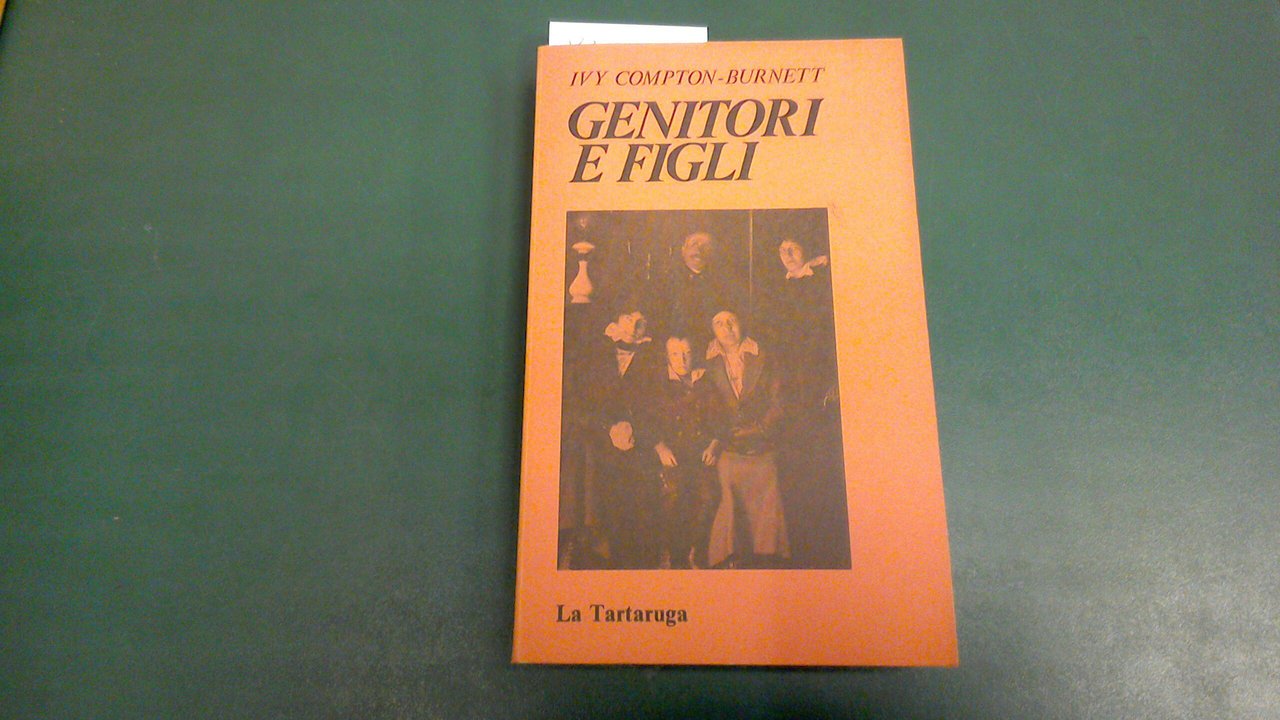 IVY COMPTON-BURNETT
GENITORI
E FIGLI
La Tartaruga